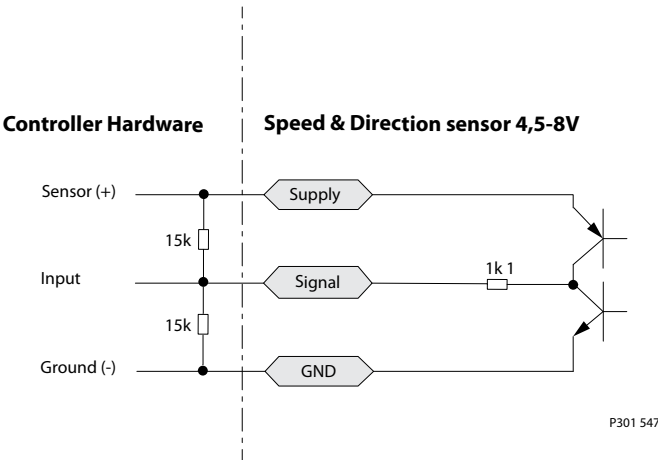 Controller Hardware
Speed & Direction sensor 4,5-8V
Sensor (+)
Supply
15k
Input
Signal
1k 1
15k
Ground (-)
GND
P301 547